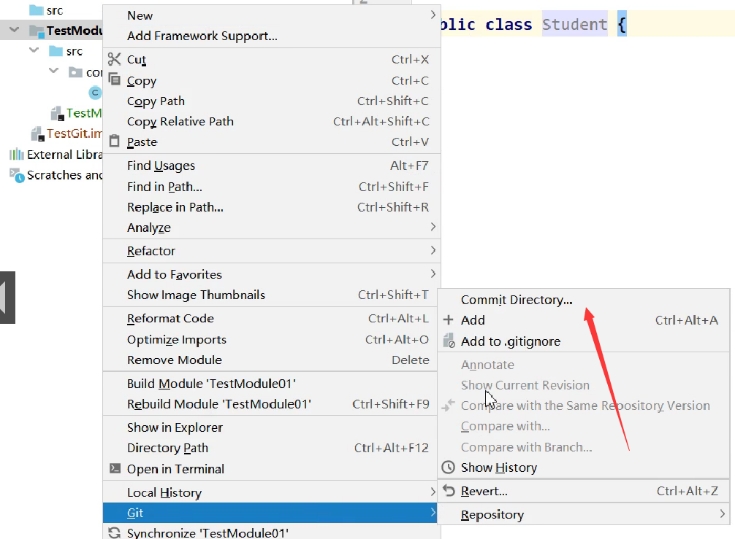 src
TestModu
src
co
TestM
TestGit.im
External Libra
Scratches and
blic class Student {
New
Add Framework Support...
Cut Ctrl+X
Copy Ctrl+C
Copy Path Ctrl+Shift+C
Copy Relative Path Ctrl+Alt+Shift+C
Paste Ctrl+V
Find Usages Alt+F7
Find in Path... Ctrl+Shift+F
Replace in Path... Ctrl+Shift+R
Analyze
Refactor
Add to Favorites
Show Image Thumbnails Ctrl+Shift+T
Reformat Code Ctrl+Alt+L
Optimize Imports Ctrl+Alt+O
Remove Module Delete
Build Module 'TestModule01'
Rebuild Module 'TestModule01' Ctrl+Shift+F9
Show in Explorer
Directory Path Ctrl+Alt+F12
Open in Terminal
Local History
Git
Synchronize 'TestModule01'
Commit Directory...
Add Ctrl+Alt+A
Add to .gitignore
Annotate
Show Current Revision
Compare with the Same Repository Version
Compare with...
Compare with Branch...
Show History
Revert... Ctrl+Alt+Z
Repository